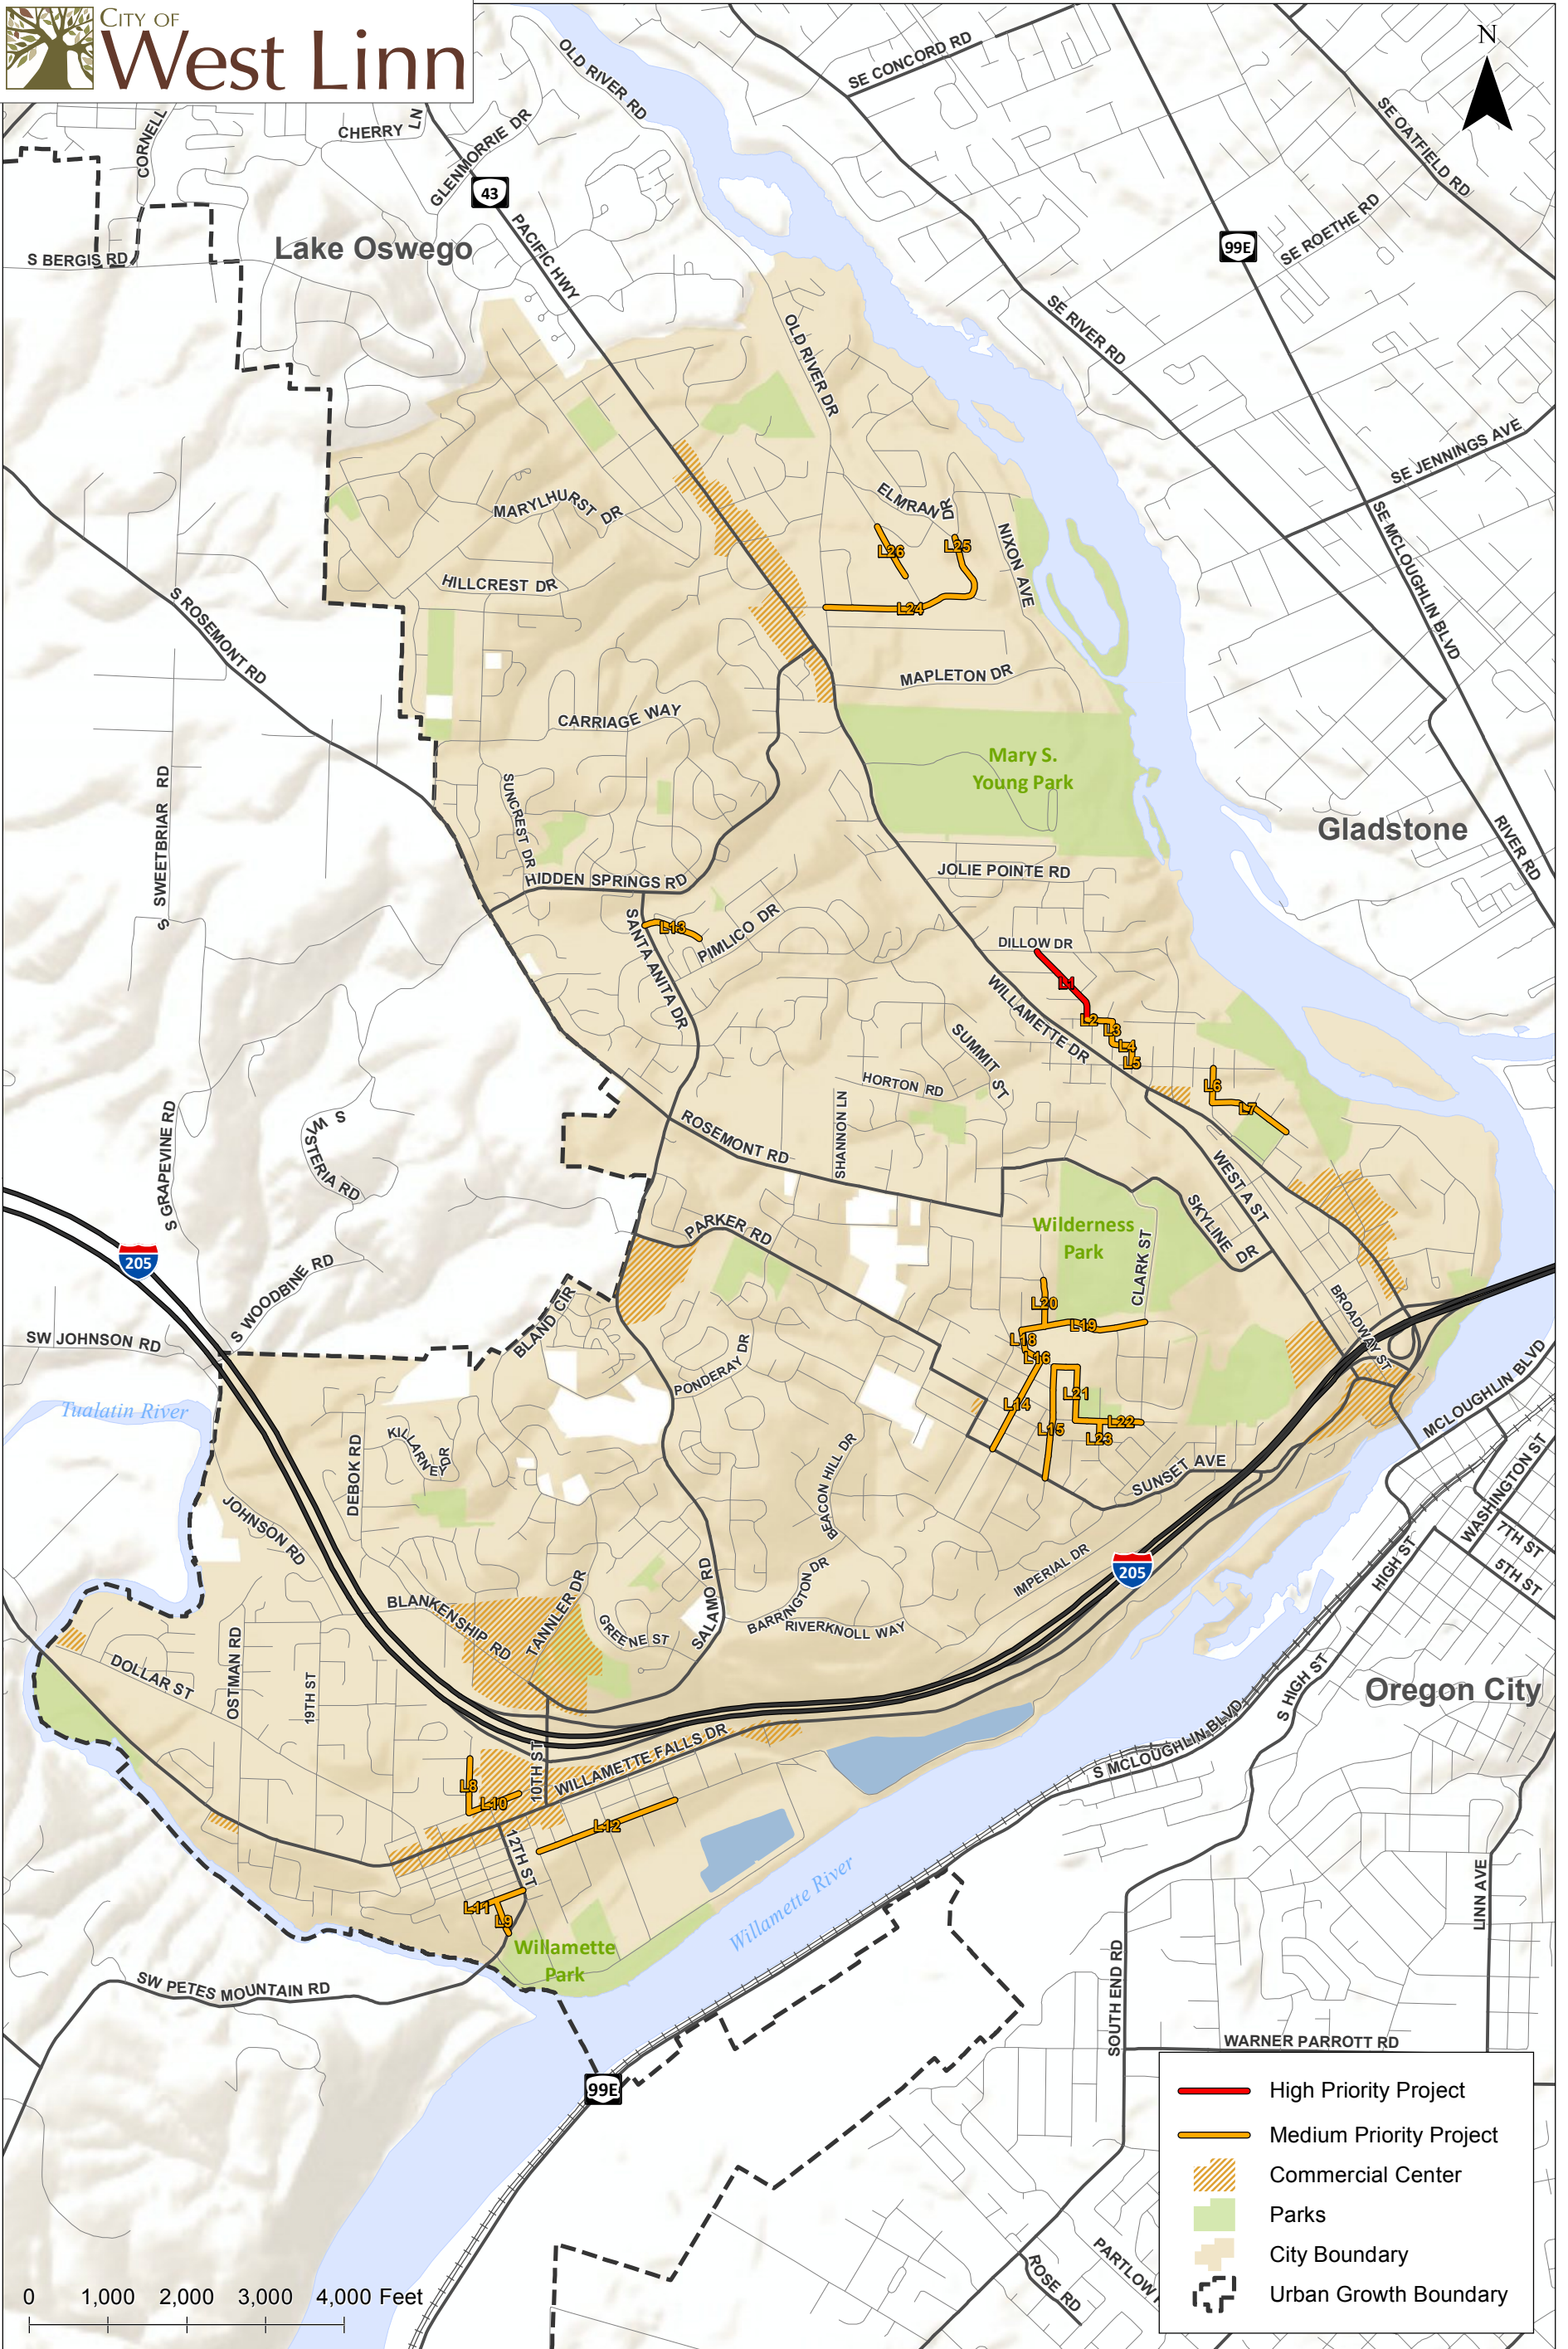 CITY OF
West Linn
N
OLD RIVER RD
SE CONCORD RD
SE OATFIELD RD
CORNELL
CHERRY LN
GLENMORRIE DR
43
PACIFIC HWY
99E
SE ROETHE RD
S BERGIS RD
Lake Oswego
SE RIVER RD
OLD RIVER DR
SE JENNINGS AVE
MARYLHURST DR
ELMRAN DR
NIXON AVE
L26
L25
SE MCLOUGHLIN BLVD
HILLCREST DR
L24
S ROSEMONT RD
MAPLETON DR
CARRIAGE WAY
Mary S.
Young Park
S SWEETBRIAR RD
SUNCREST DR
Gladstone
RIVER RD
HIDDEN SPRINGS RD
JOLIE POINTE RD
L13
SANTA ANITA DR
PIMLICO DR
DILLOW DR
L1
WILLAMETTE DR
L2
L3
L4
L5
SUMMIT ST
HORTON RD
L6
L7
S GRAPEVINE RD
S WISTERIA RD
ROSEMONT RD
SHANNON LN
WEST A ST
SKYLINE DR
PARKER RD
Wilderness
Park
CLARK ST
205
S WOODBINE RD
BLAND CIR
L20
L19
L18
L16
BROADWAY ST
SW JOHNSON RD
PONDERAY DR
MCLOUGHLIN BLVD
Tualatin River
L14
L21
L15
L22
L23
DEBOK RD
KILLARNEY DR
BEACON HILL DR
SUNSET AVE
WASHINGTON ST
JOHNSON RD
7TH ST
5TH ST
HIGH ST
IMPERIAL DR
205
BLANKENSHIP RD
TANNLER DR
GREENE ST
SALAMO RD
BARRINGTON DR
RIVERKNOLL WAY
DOLLAR ST
OSTMAN RD
19TH ST
S HIGH ST
Oregon City
WILLAMETTE FALLS DR
10TH ST
S MCLOUGHLIN BLVD
L8
L10
L12
12TH ST
L11
L9
Willamette River
LINN AVE
Willamette
Park
SW PETES MOUNTAIN RD
SOUTH END RD
WARNER PARROTT RD
99E
High Priority Project
Medium Priority Project
Commercial Center
Parks
City Boundary
Urban Growth Boundary
ROSE RD
0 1,000 2,000 3,000 4,000 Feet